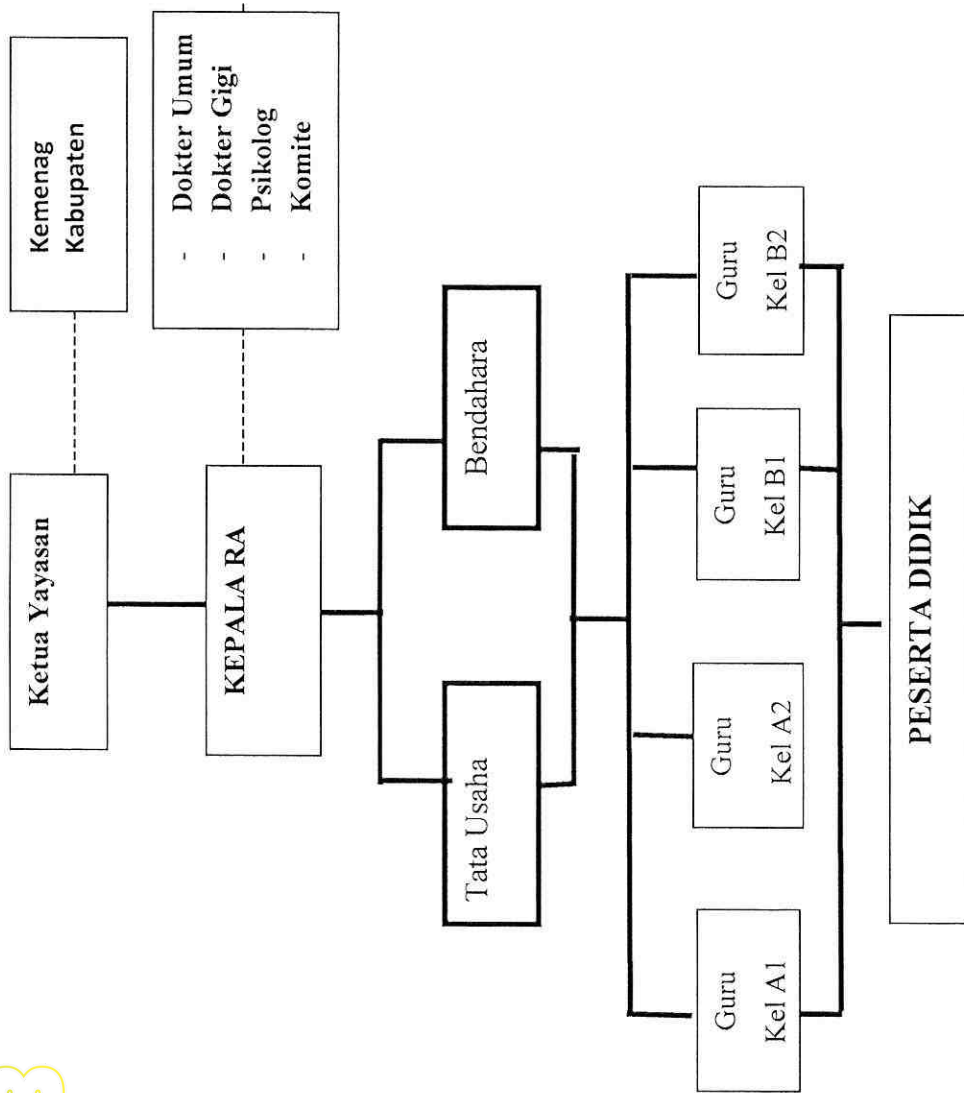 Ketua Yayasan
Kemenag
Kabupaten
KEPALA RA
- Dokter Umum
- Dokter Gigi
- Psikolog
- Komite
Tata Usaha
Bendahara
Guru
Kel A1
Guru
Kel A2
Guru
Kel B1
Guru
Kel B2
PESERTA DIDIK